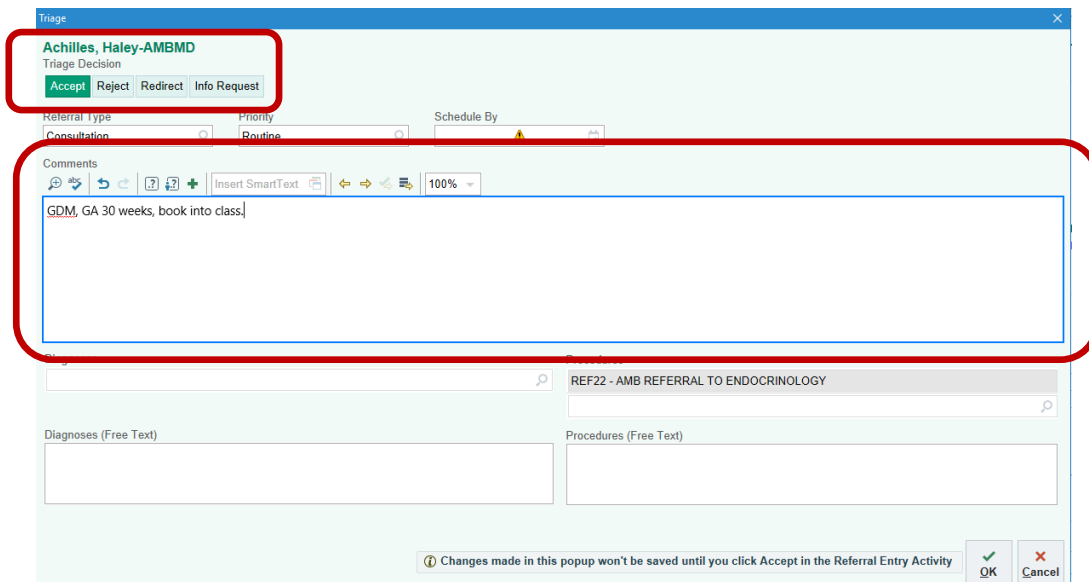 Triage
Achilles, Haley-AMBMD
Triage Decision
Accept Reject Redirect Info Request
Referral Type Priority Schedule By
Consultation Routine
Comments
abc Insert SmartText 100%
GDM, GA 30 weeks, book into class.
Diagnoses Procedures
REF22 - AMB REFERRAL TO ENDOCRINOLOGY
Diagnoses (Free Text) Procedures (Free Text)
Changes made in this popup won't be saved until you click Accept in the Referral Entry Activity
OK Cancel